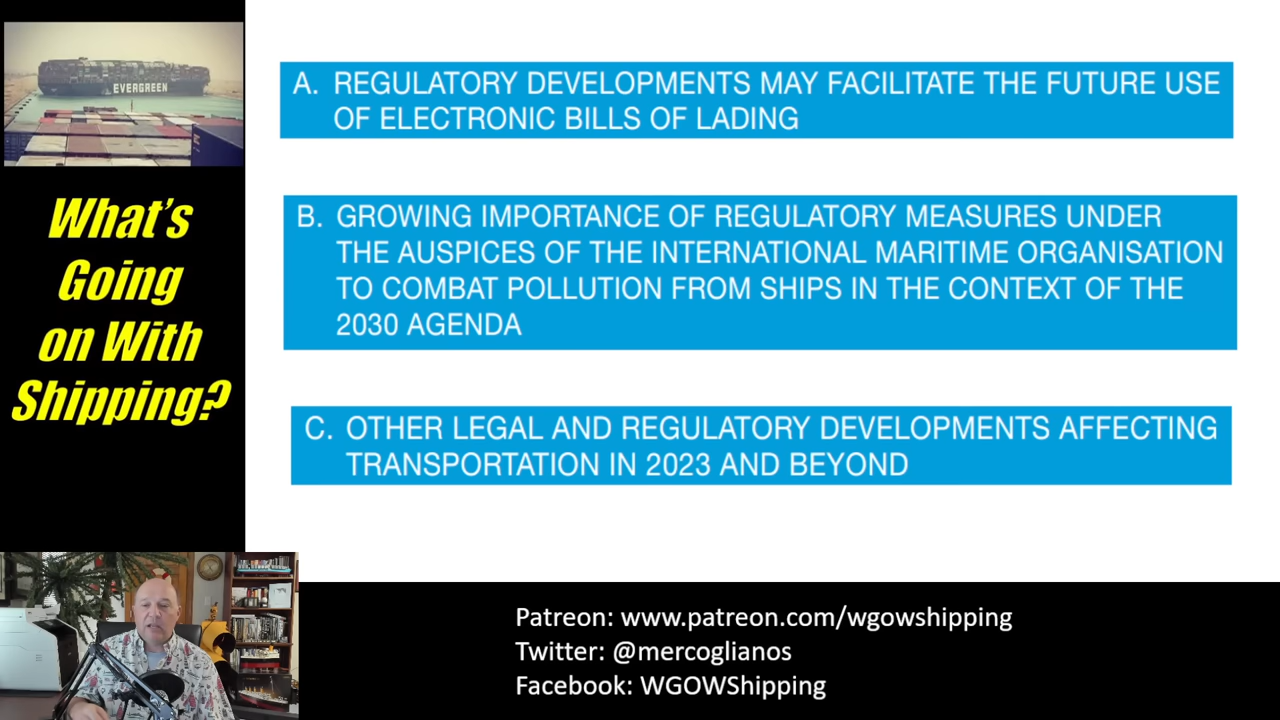 EVERGREEN
What's
Going
on With
Shipping?
A. REGULATORY DEVELOPMENTS MAY FACILITATE THE FUTURE USE
OF ELECTRONIC BILLS OF LADING
B. GROWING IMPORTANCE OF REGULATORY MEASURES UNDER
THE AUSPICES OF THE INTERNATIONAL MARITIME ORGANISATION
TO COMBAT POLLUTION FROM SHIPS IN THE CONTEXT OF THE
2030 AGENDA
C. OTHER LEGAL AND REGULATORY DEVELOPMENTS AFFECTING
TRANSPORTATION IN 2023 AND BEYOND
Patreon: www.patreon.com/wgowshipping
Twitter: @mercoglianos
Facebook: WGOWShipping